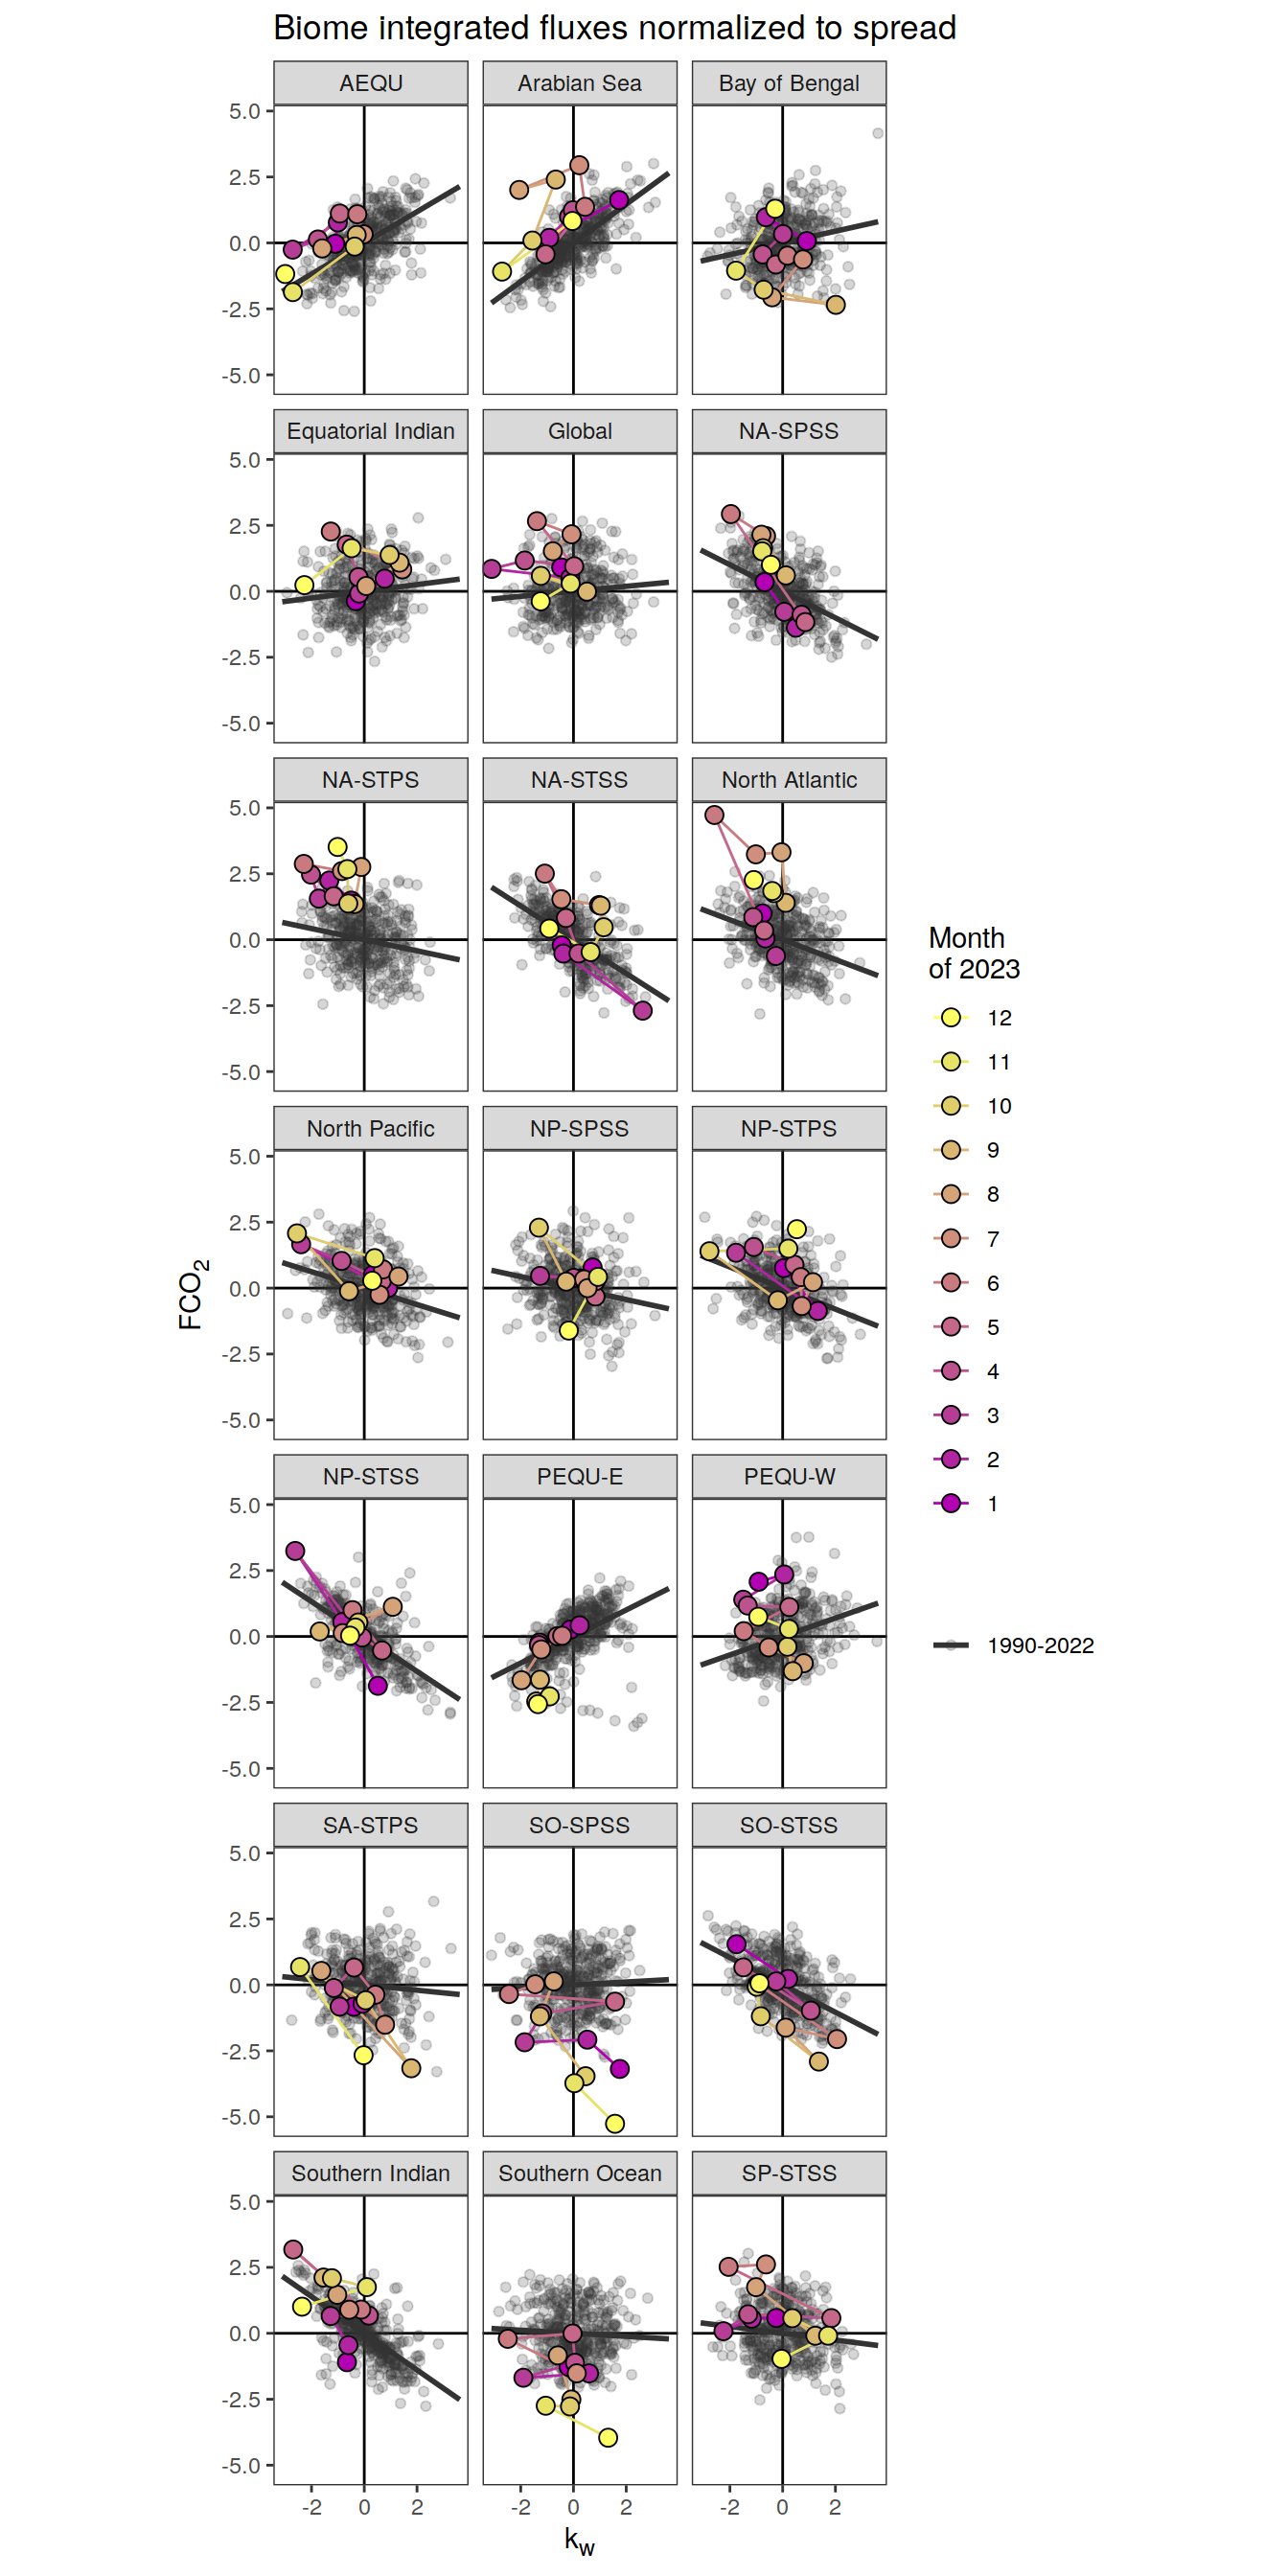 Biome integrated fluxes normalized to spread
AEQU
Arabian Sea
Bay of Bengal
5.0
2.5
0.0
-2.5
-5.0
Equatorial Indian
Global
NA-SPSS
5.0
2.5
0.0
-2.5
-5.0
NA-STPS
NA-STSS
North Atlantic
5.0
2.5
0.0
-2.5
-5.0
North Pacific
NP-SPSS
NP-STPS
5.0
2.5
0.0
-2.5
-5.0
NP-STSS
PEQU-E
PEQU-W
5.0
2.5
0.0
-2.5
-5.0
SA-STPS
SO-SPSS
SO-STSS
5.0
2.5
0.0
-2.5
-5.0
Southern Indian
Southern Ocean
SP-STSS
5.0
2.5
0.0
-2.5
-5.0
-2 0 2
-2 0 2
-2 0 2
kw
FCO2
Month
of 2023
12
11
10
9
8
7
6
5
4
3
2
1
1990-2022